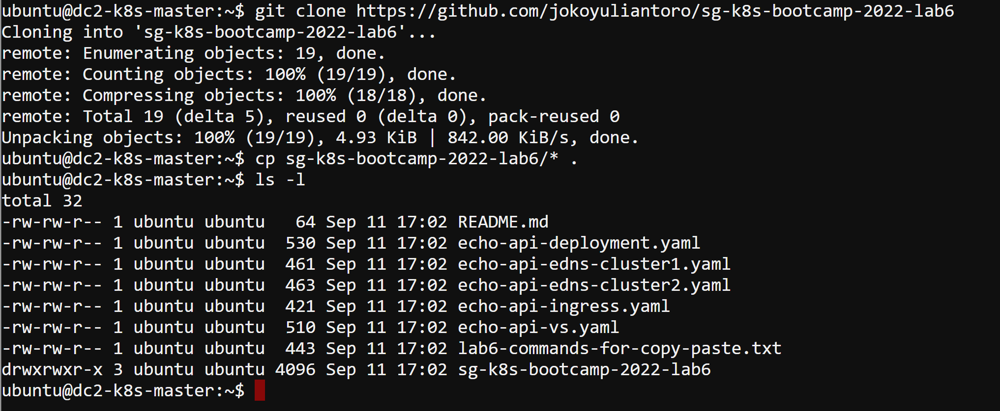 ubuntu@dc2-k8s-master:~$ git clone https://github.com/jokoyuliantoro/sg-k8s-bootcamp-2022-lab6
Cloning into 'sg-k8s-bootcamp-2022-lab6'...
remote: Enumerating objects: 19, done.
remote: Counting objects: 100% (19/19), done.
remote: Compressing objects: 100% (18/18), done.
remote: Total 19 (delta 5), reused 0 (delta 0), pack-reused 0
Unpacking objects: 100% (19/19), 4.93 KiB | 842.00 KiB/s, done.
ubuntu@dc2-k8s-master:~$ cp sg-k8s-bootcamp-2022-lab6/* .
ubuntu@dc2-k8s-master:~$ ls -l
total 32
-rw-rw-r-- 1 ubuntu ubuntu   64 Sep 11 17:02 README.md
-rw-rw-r-- 1 ubuntu ubuntu  530 Sep 11 17:02 echo-api-deployment.yaml
-rw-rw-r-- 1 ubuntu ubuntu  461 Sep 11 17:02 echo-api-edns-cluster1.yaml
-rw-rw-r-- 1 ubuntu ubuntu  463 Sep 11 17:02 echo-api-edns-cluster2.yaml
-rw-rw-r-- 1 ubuntu ubuntu  421 Sep 11 17:02 echo-api-ingress.yaml
-rw-rw-r-- 1 ubuntu ubuntu  510 Sep 11 17:02 echo-api-vs.yaml
-rw-rw-r-- 1 ubuntu ubuntu  443 Sep 11 17:02 lab6-commands-for-copy-paste.txt
drwxrwxr-x 3 ubuntu ubuntu 4096 Sep 11 17:02 sg-k8s-bootcamp-2022-lab6
ubuntu@dc2-k8s-master:~$